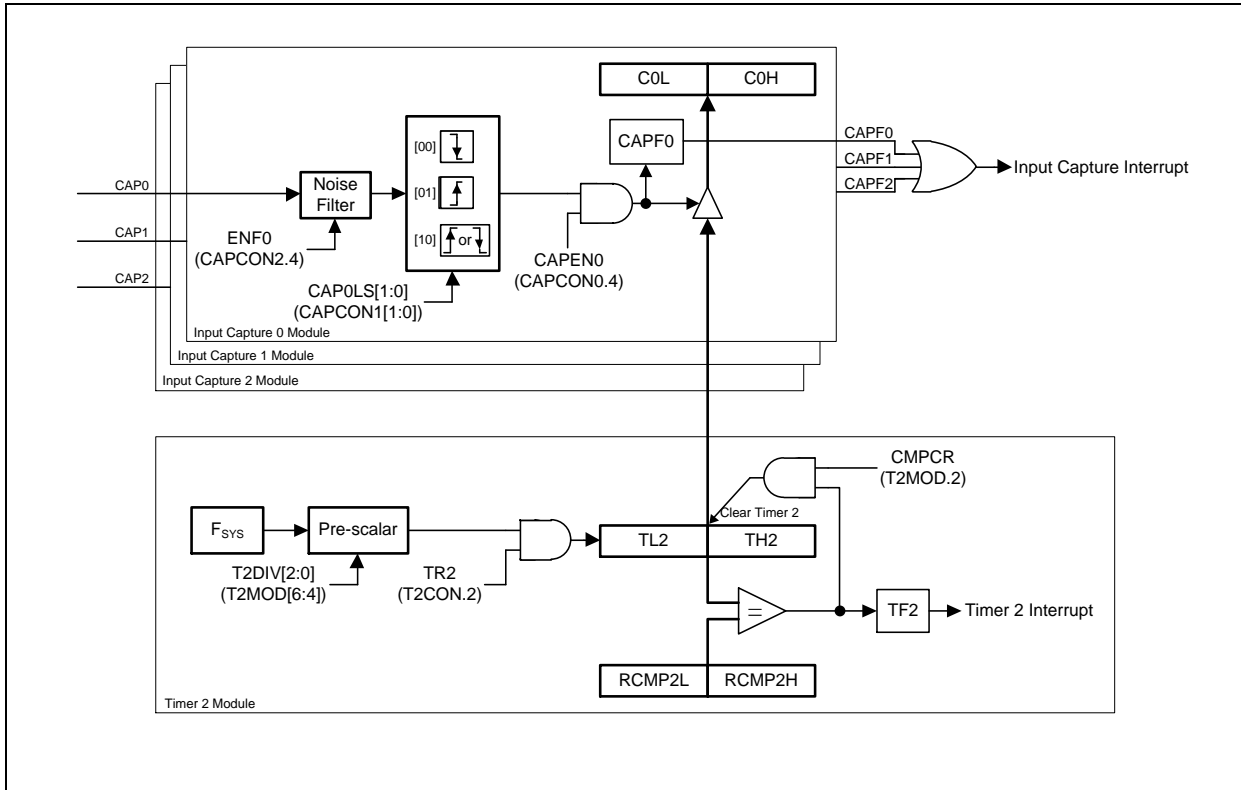 C0L
C0H
CAPF0
CAPF0
CAPF1
CAPF2
Input Capture Interrupt
CAP0
CAP1
CAP2
Noise
Filter
ENF0
(CAPCON2.4)
[00]
[01]
[10]
or
CAP0LS[1:0]
(CAPCON1[1:0])
CAPEN0
(CAPCON0.4)
Input Capture 0 Module
Input Capture 1 Module
Input Capture 2 Module
CMPCR
(T2MOD.2)
Clear Timer 2
FSYS
Pre-scalar
T2DIV[2:0]
(T2MOD[6:4])
TR2
(T2CON.2)
TL2
TH2
=
TF2
Timer 2 Interrupt
RCMP2L
RCMP2H
Timer 2 Module